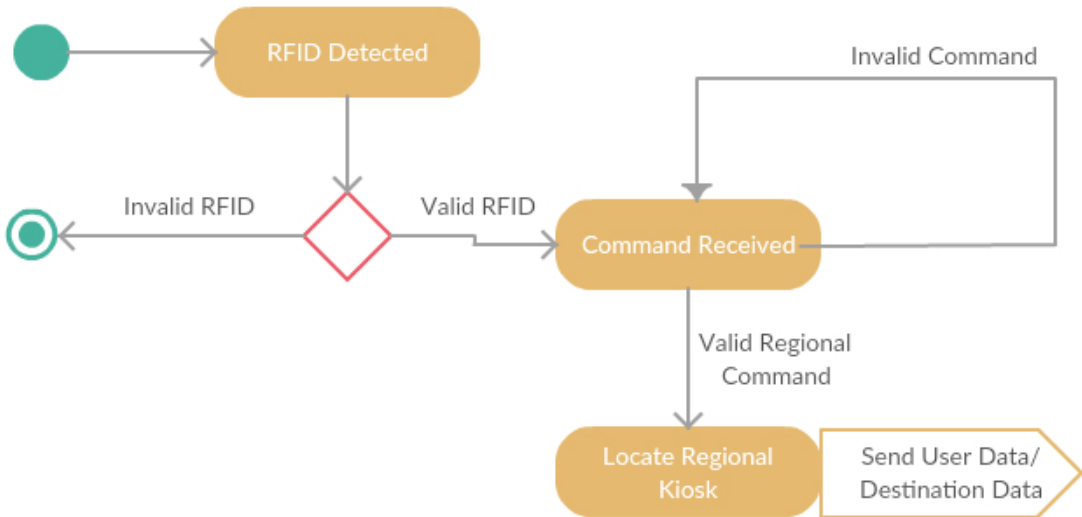 RFID Detected
Invalid Command
Invalid RFID
Valid RFID
Command Received
Valid Regional
Command
Locate Regional
Kiosk
Send User Data/
Destination Data